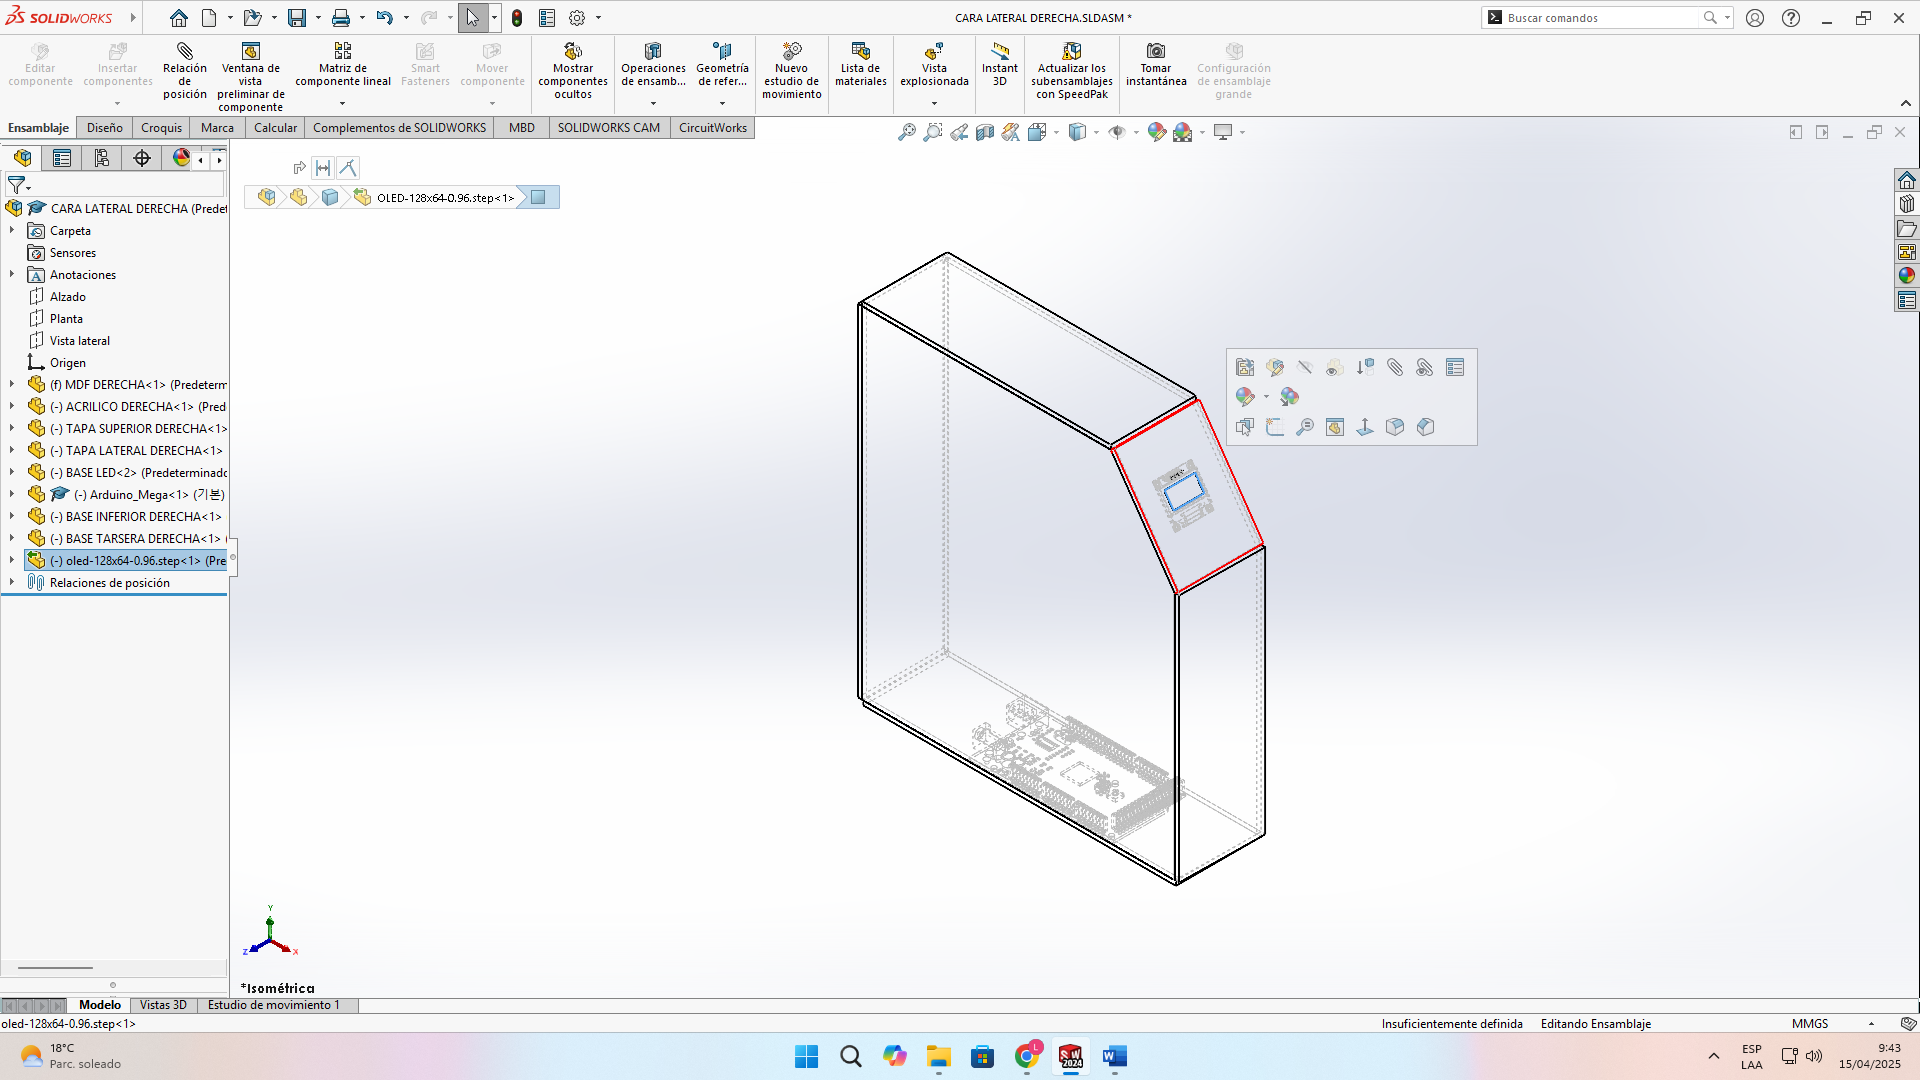 SOLIDWORKS
CARA LATERAL DERECHA.SLDASM *
Buscar comandos
Editar componente
Insertar componentes
Relación de posición
Ventana de vista preliminar de componente
Matriz de componente lineal
Smart Fasteners
Mover componente
Mostrar componentes ocultos
Operaciones de ensamb...
Geometría de refer...
Nuevo estudio de movimiento
Lista de materiales
Vista explosionada
Instant 3D
Actualizar los subensamblajes con SpeedPak
Tomar instantánea
Configuración de ensamblaje grande
Ensamblaje
Diseño
Croquis
Marca
Calcular
Complementos de SOLIDWORKS
MBD
SOLIDWORKS CAM
CircuitWorks
OLED-128x64-0.96.step<1>
CARA LATERAL DERECHA (Predet
Carpeta
Sensores
Anotaciones
Alzado
Planta
Vista lateral
Origen
(f) MDF DERECHA<1> (Predeterm
(-) ACRILICO DERECHA<1> (Pred
(-) TAPA SUPERIOR DERECHA<1>
(-) TAPA LATERAL DERECHA<1>
(-) BASE LED<2> (Predeterminado
(-) Arduino_Mega<1> (기본)
(-) BASE INFERIOR DERECHA<1>
(-) BASE TARSERA DERECHA<1> (
(-) oled-128x64-0.96.step<1> (Pre
Relaciones de posición
Y
Z
X
*Isométrica
Modelo
Vistas 3D
Estudio de movimiento 1
oled-128x64-0.96.step<1>
Insuficientemente definida
Editando Ensamblaje
MMGS
18°C
Parc. soleado
L
SW
2024
ESP
LAA
9:43
15/04/2025